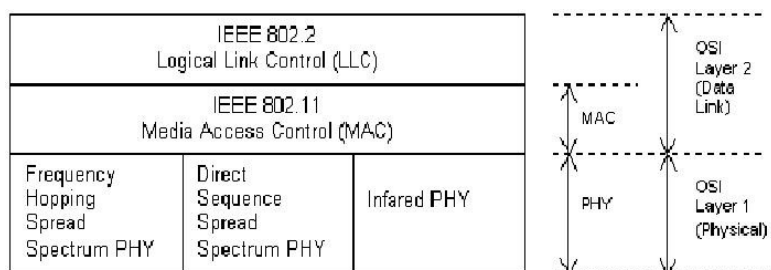 IEEE 802.2
Logical Link Control (LLC)
IEEE 802.11
Media Access Control (MAC)
Frequency
Hopping
Spread
Spectrum PHY
Direct
Sequence
Spread
Spectrum PHY
Infared PHY
MAC
PHY
OSI
Layer 2
(Data
Link)
OSI
Layer 1
(Physical)